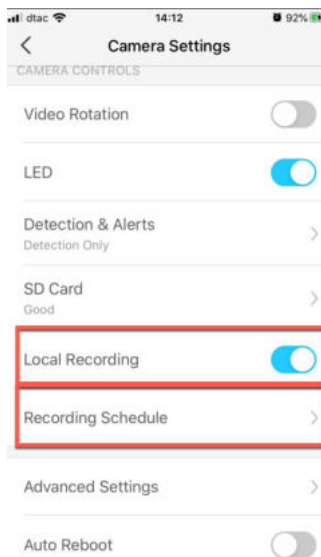 dtac 14:12 92%
Camera Settings
CAMERA CONTROLS
Video Rotation
LED
Detection & Alerts
Detection Only
SD Card
Good
Local Recording
Recording Schedule
Advanced Settings
Auto Reboot